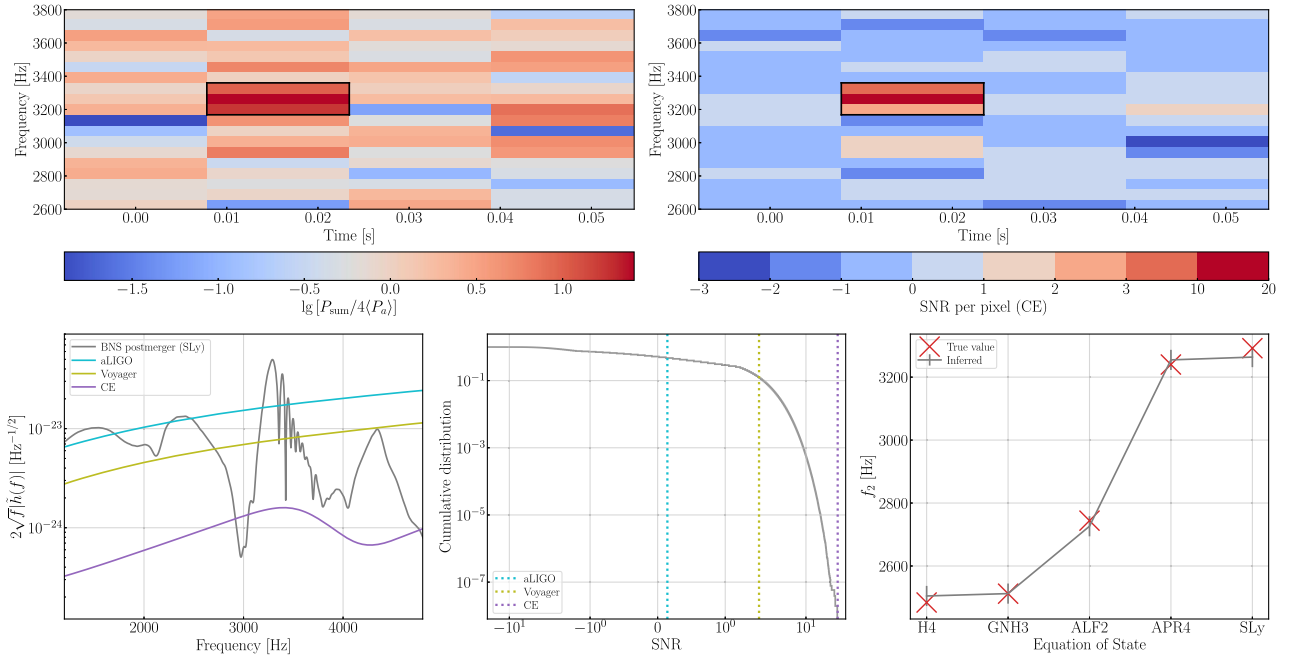 3800
3600
3400
3200
3000
2800
2600
Frequency [Hz]
0.00
0.01
0.02
0.03
0.04
0.05
Time [s]
−1.5
−1.0
−0.5
0.0
0.5
1.0
lg [P_sum/4⟨P_a⟩]
3800
3600
3400
3200
3000
2800
2600
Frequency [Hz]
0.00
0.01
0.02
0.03
0.04
0.05
Time [s]
−3
−2
−1
0
1
2
3
10
20
SNR per pixel (CE)
BNS postmerger (SLy)
aLIGO
Voyager
CE
10^−23
10^−24
2√f|h̃(f)| [Hz^−1/2]
2000
3000
4000
Frequency [Hz]
10^−1
10^−3
10^−5
10^−7
Cumulative distribution
aLIGO
Voyager
CE
−10^1
−10^0
0
10^0
10^1
SNR
True value
Inferred
3200
3000
2800
2600
f_2 [Hz]
H4
GNH3
ALF2
APR4
SLy
Equation of State